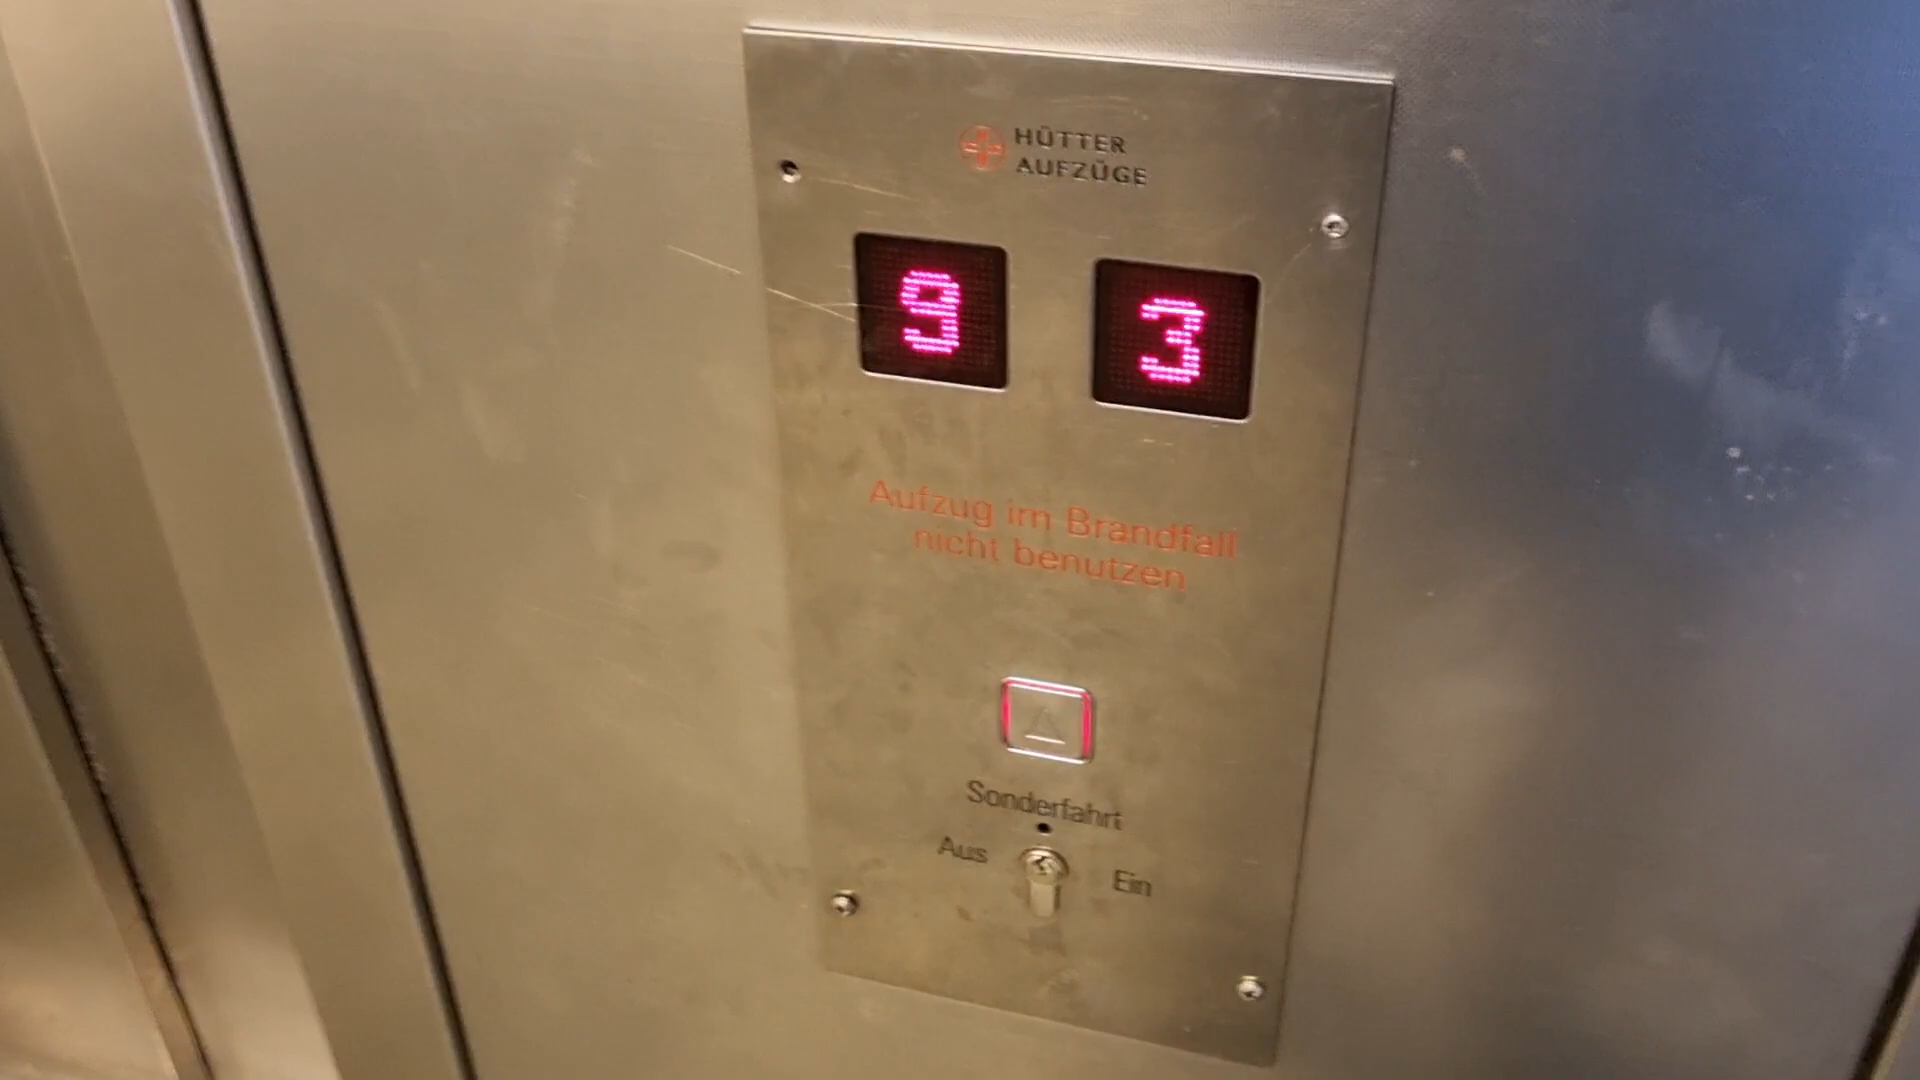 HÜTTER
AUFZÜGE
9 3
Aufzug im Brandfall
nicht benutzen
Sonderfahrt
Aus Ein